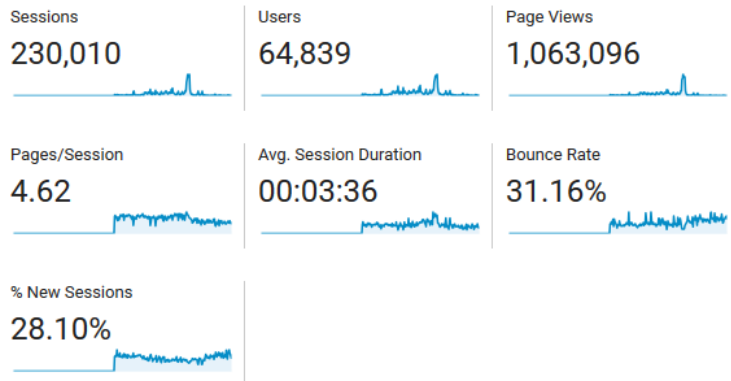 Sessions
230,010
Users
64,839
Page Views
1,063,096
Pages/Session
4.62
Avg. Session Duration
00:03:36
Bounce Rate
31.16%
% New Sessions
28.10%